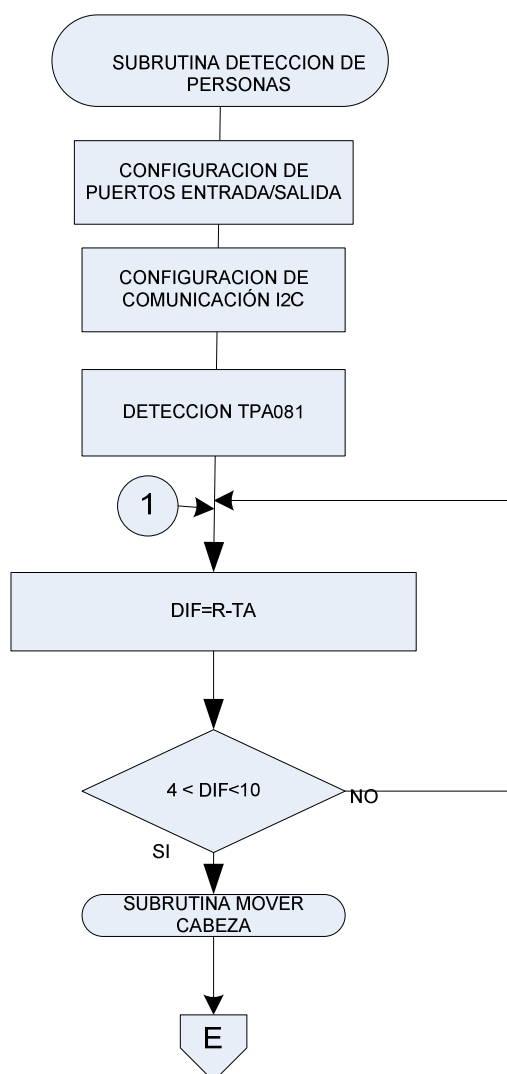 SUBRUTINA DETECCION DE
PERSONAS
CONFIGURACION DE
PUERTOS ENTRADA/SALIDA
CONFIGURACION DE
COMUNICACIÓN I2C
DETECCION TPA081
1
DIF=R-TA
4 < DIF<10
NO
SI
SUBRUTINA MOVER
CABEZA
E